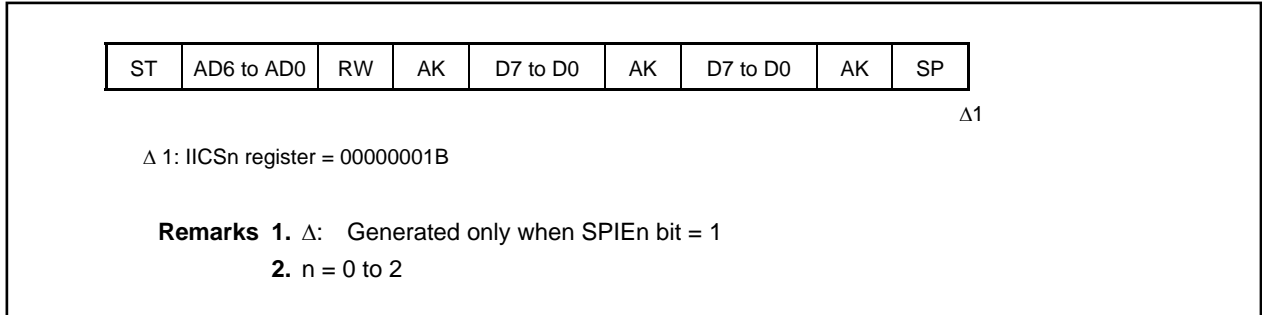 ST AD6 to AD0 RW AK D7 to D0 AK D7 to D0 AK SP
Δ1
Δ 1: IICSn register = 00000001B
Remarks 1. Δ: Generated only when SPIEn bit = 1
2. n = 0 to 2